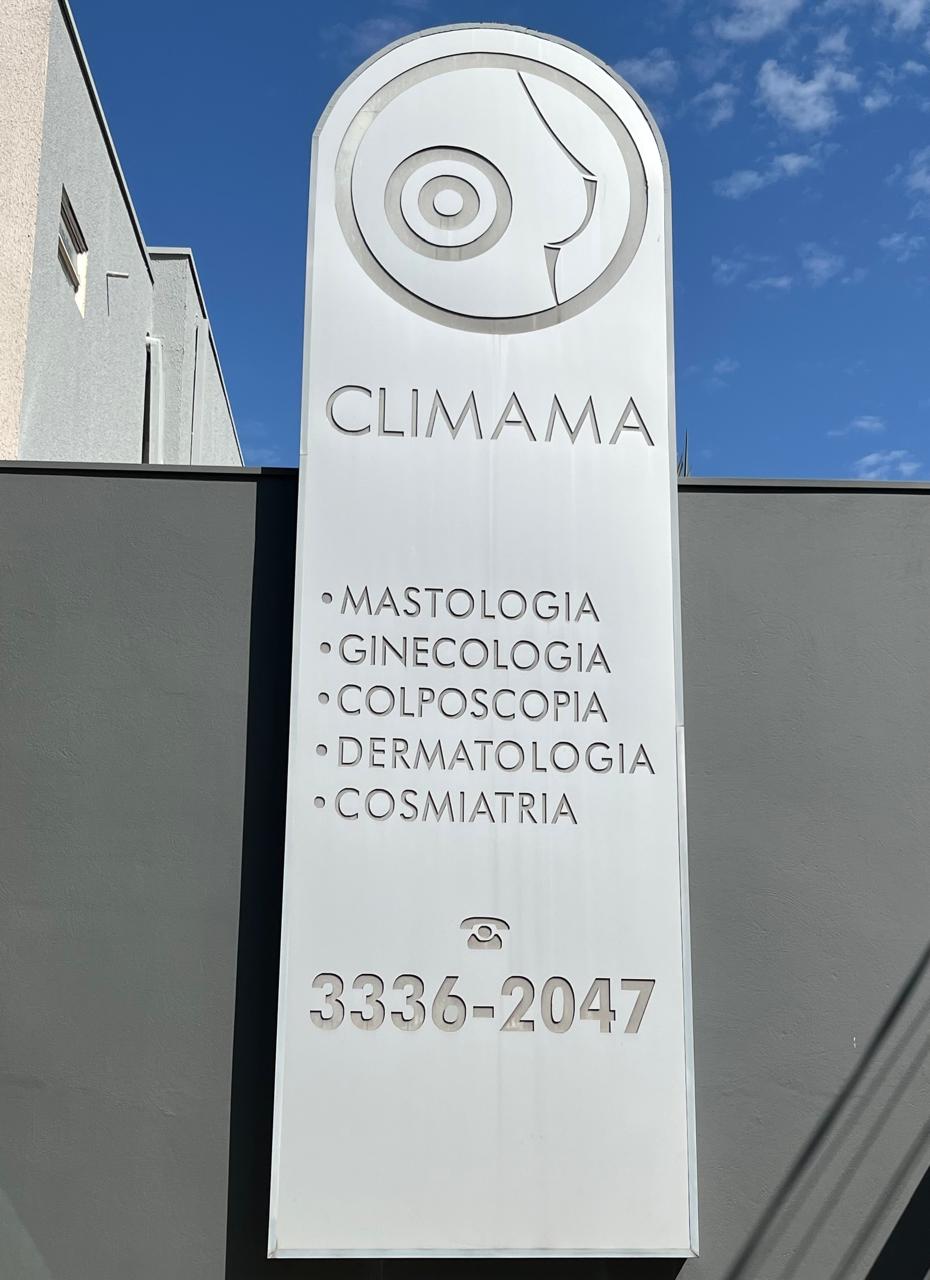 CLIMAMA
•MASTOLOGIA
•GINECOLOGIA
•COLPOSCOPIA
•DERMATOLOGIA
•COSMIATRIA
3336-2047